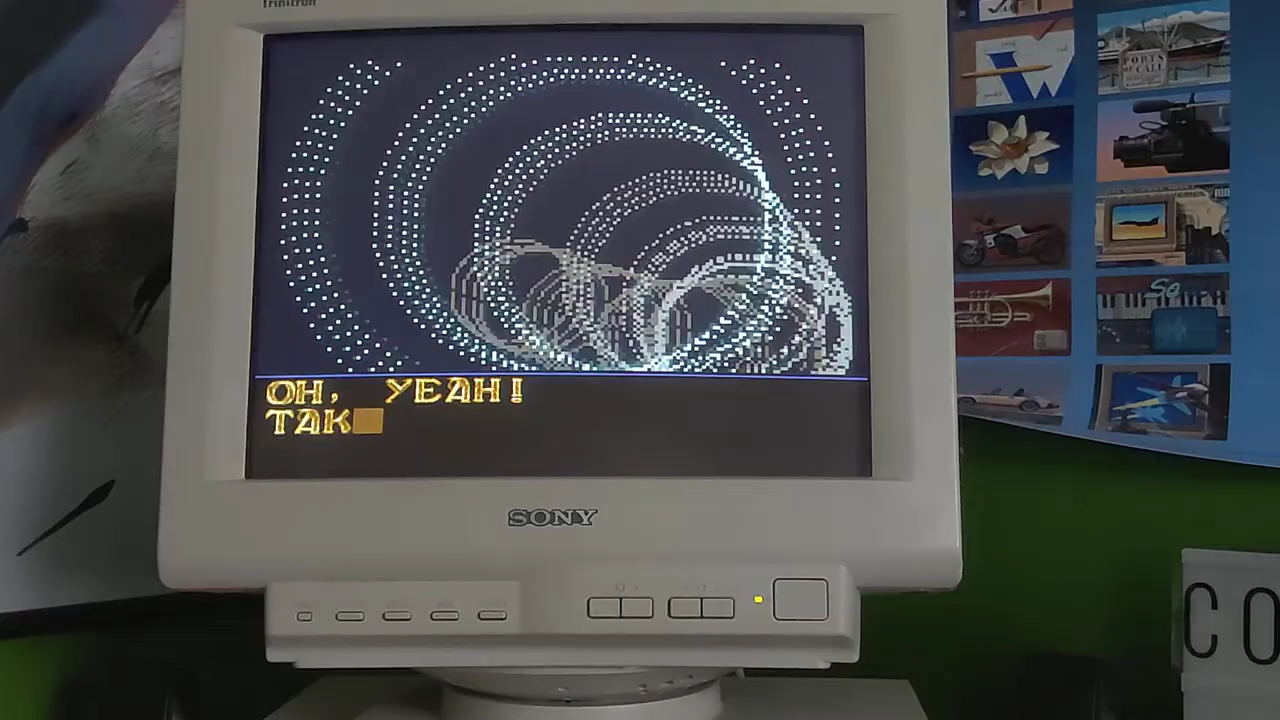 Trinitron
OH, YEAH!
TAK
SONY
PORTS
OF CALL
W
CO